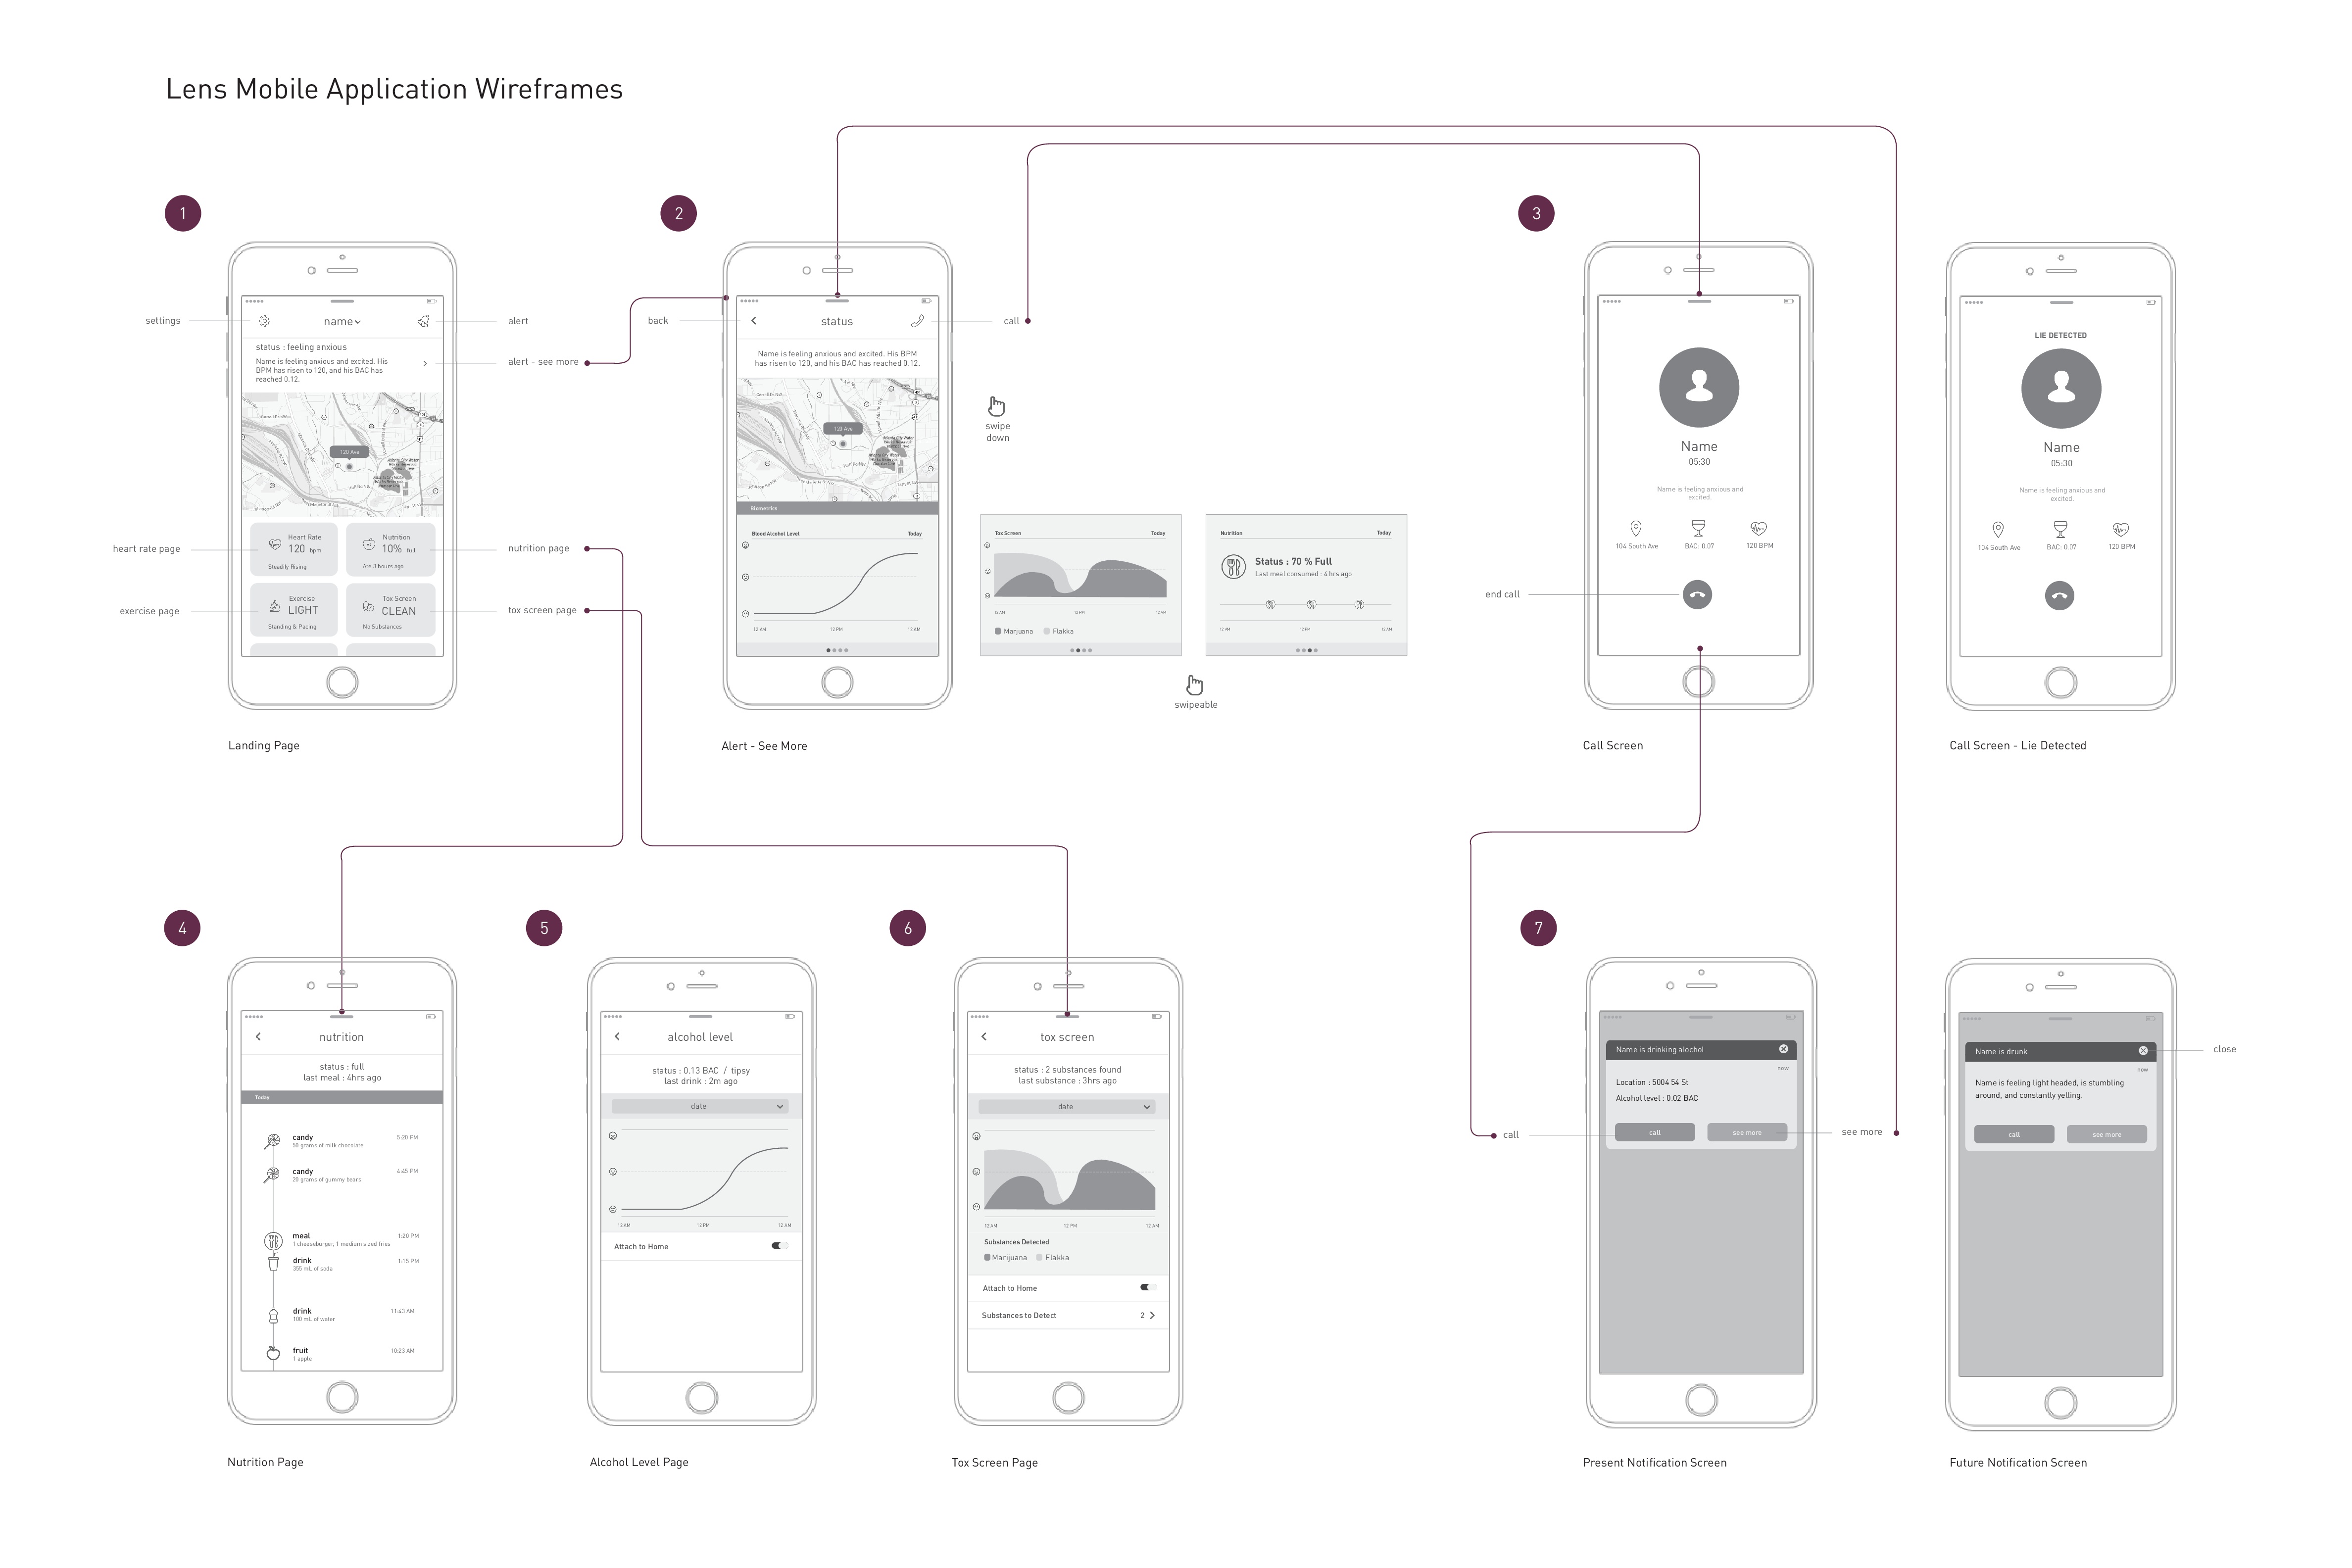 Lens Mobile Application Wireframes
1
settings
name
alert
status : feeling anxious
Name is feeling anxious and excited. His
BPM has risen to 120, and his BAC has
reached 0.12.
alert - see more
120 Ave
Heart Rate
120 bpm
Steadily Rising
heart rate page
Nutrition
10% full
Ate 3 hours ago
nutrition page
Exercise
LIGHT
Standing & Pacing
exercise page
Tox Screen
CLEAN
No Substances
tox screen page
Landing Page
2
back
status
call
Name is feeling anxious and excited. His BPM
has risen to 120, and his BAC has reached 0.12.
120 Ave
swipe
down
Biometrics
Blood Alcohol Level
Today
12 AM
12 PM
12 AM
Tox Screen
Today
12 AM
12 PM
12 AM
Marjuana
Flakka
Nutrition
Today
Status : 70 % Full
Last meal consumed : 4 hrs ago
12 AM
12 PM
12 AM
swipeable
Alert - See More
3
Name
05:30
Name is feeling anxious and
excited.
104 South Ave
BAC: 0.07
120 BPM
end call
Call Screen
LIE DETECTED
Name
05:30
Name is feeling anxious and
excited.
104 South Ave
BAC: 0.07
120 BPM
Call Screen - Lie Detected
4
nutrition
status : full
last meal : 4hrs ago
Today
candy
5:20 PM
50 grams of milk chocolate
candy
4:45 PM
20 grams of gummy bears
meal
1:20 PM
1 cheeseburger, 1 medium sized fries
drink
1:15 PM
355 mL of soda
drink
11:43 AM
100 mL of water
fruit
10:23 AM
1 apple
Nutrition Page
5
alcohol level
status : 0.13 BAC / tipsy
last drink : 2m ago
date
12 AM
12 PM
12 AM
Attach to Home
Alcohol Level Page
6
tox screen
status : 2 substances found
last substance : 3hrs ago
date
12 AM
12 PM
12 AM
Substances Detected
Marijuana
Flakka
Attach to Home
Substances to Detect
2
Tox Screen Page
7
Name is drinking alochol
now
Location : 5004 54 St
Alcohol level : 0.02 BAC
call
call
see more
see more
Present Notification Screen
Name is drunk
close
now
Name is feeling light headed, is stumbling
around, and constantly yelling.
call
see more
Future Notification Screen